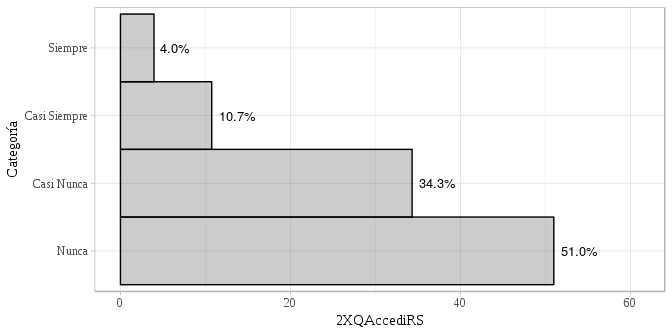 Siempre
4.0%
Casi Siempre
10.7%
Casi Nunca
34.3%
Nunca
51.0%
Categoría
0
20
40
60
2XQAccediRS